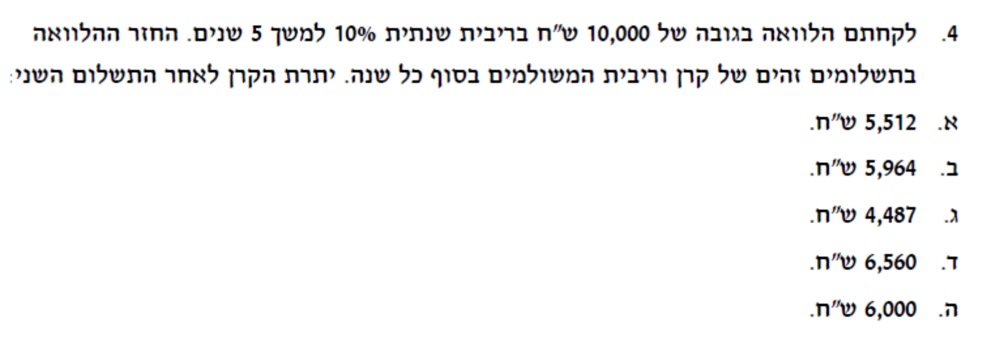 4. לקחתם הלוואה בגובה של 10,000 ש״ח בריבית שנתית 10% למשך 5 שנים. החזר ההלוואה
בתשלומים זהים של קרן וריבית המשולמים בסוף כל שנה. יתרת הקרן לאחר התשלום השני:
א. 5,512 ש״ח.
ב. 5,964 ש״ח.
ג. 4,487 ש״ח.
ד. 6,560 ש״ח.
ה. 6,000 ש״ח.